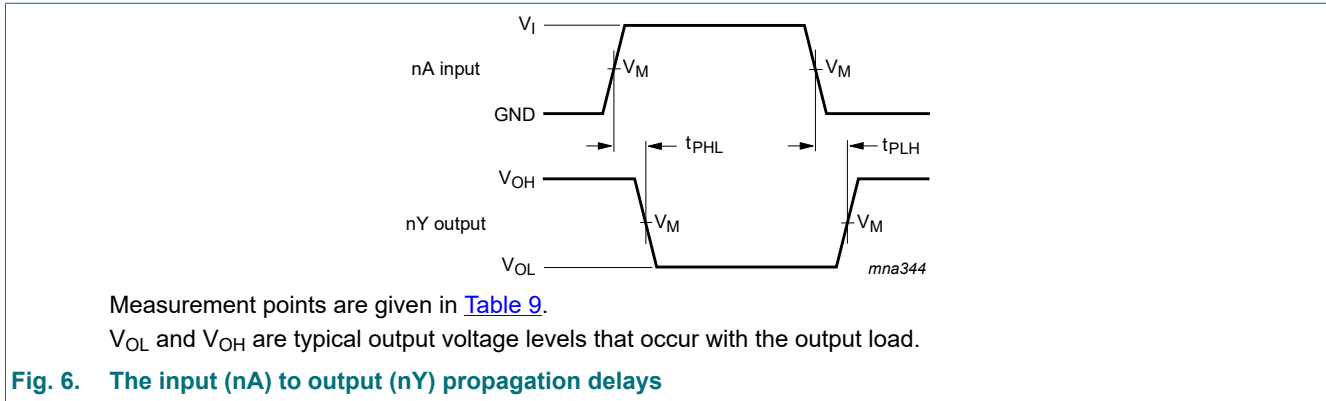 VI
nA input
VM
VM
GND
tPHL
tPLH
VOH
nY output
VM
VM
VOL
mna344
Measurement points are given in Table 9.
VOL and VOH are typical output voltage levels that occur with the output load.
Fig. 6. The input (nA) to output (nY) propagation delays